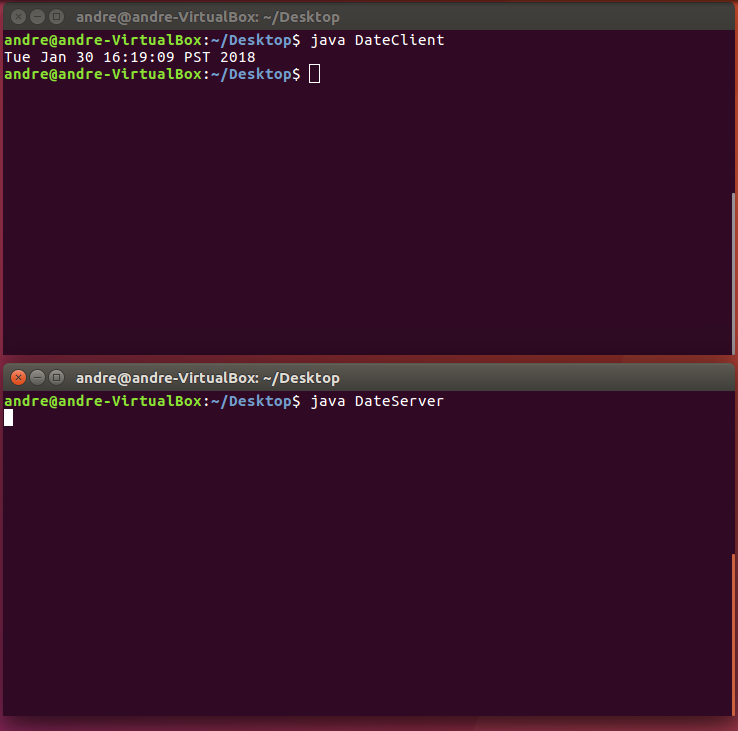 andre@andre-VirtualBox: ~/Desktop
andre@andre-VirtualBox:~/Desktop$ java DateClient
Tue Jan 30 16:19:09 PST 2018
andre@andre-VirtualBox:~/Desktop$
andre@andre-VirtualBox: ~/Desktop
andre@andre-VirtualBox:~/Desktop$ java DateServer